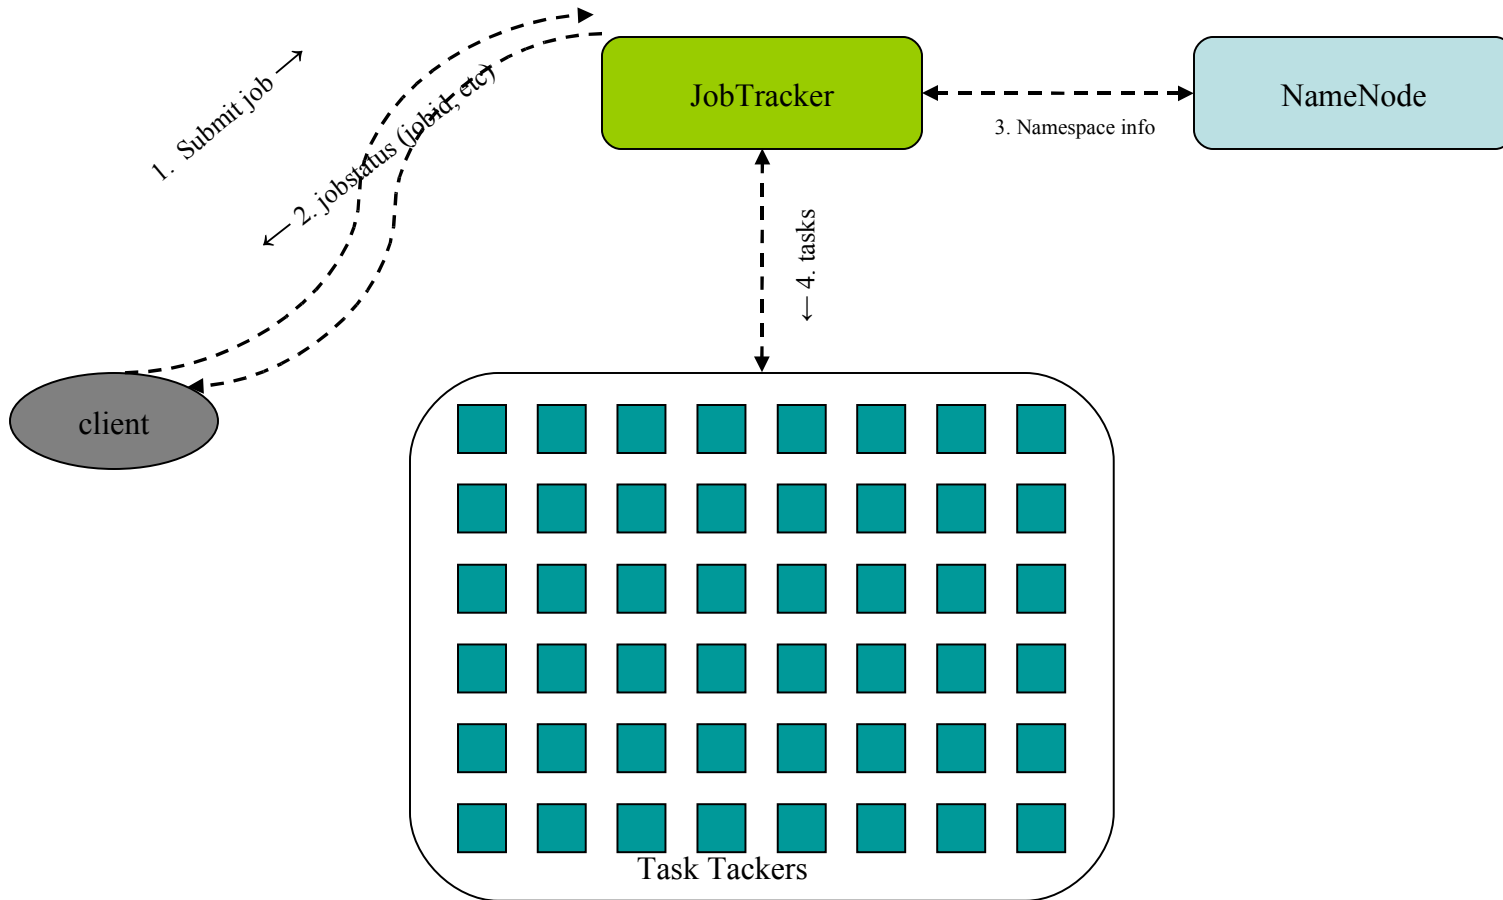 1. Submit job →
← 2. jobstatus (jobid, etc)
JobTracker
NameNode
3. Namespace info
← 4. tasks
client
Task Tackers